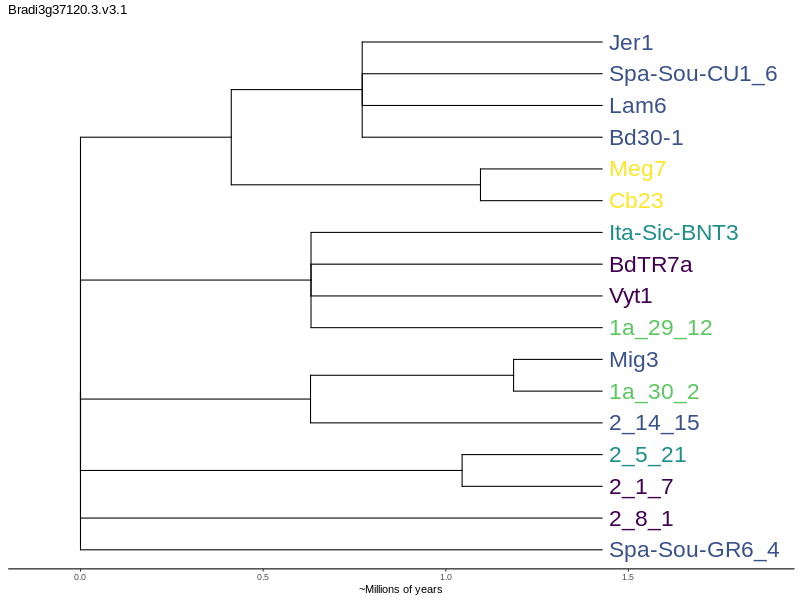 Bradi3g37120.3.v3.1
Jer1
Spa-Sou-CU1_6
Lam6
Bd30-1
Meg7
Cb23
Ita-Sic-BNT3
BdTR7a
Vyt1
1a_29_12
Mig3
1a_30_2
2_14_15
2_5_21
2_1_7
2_8_1
Spa-Sou-GR6_4
0.0 0.5 1.0 1.5
~Millions of years